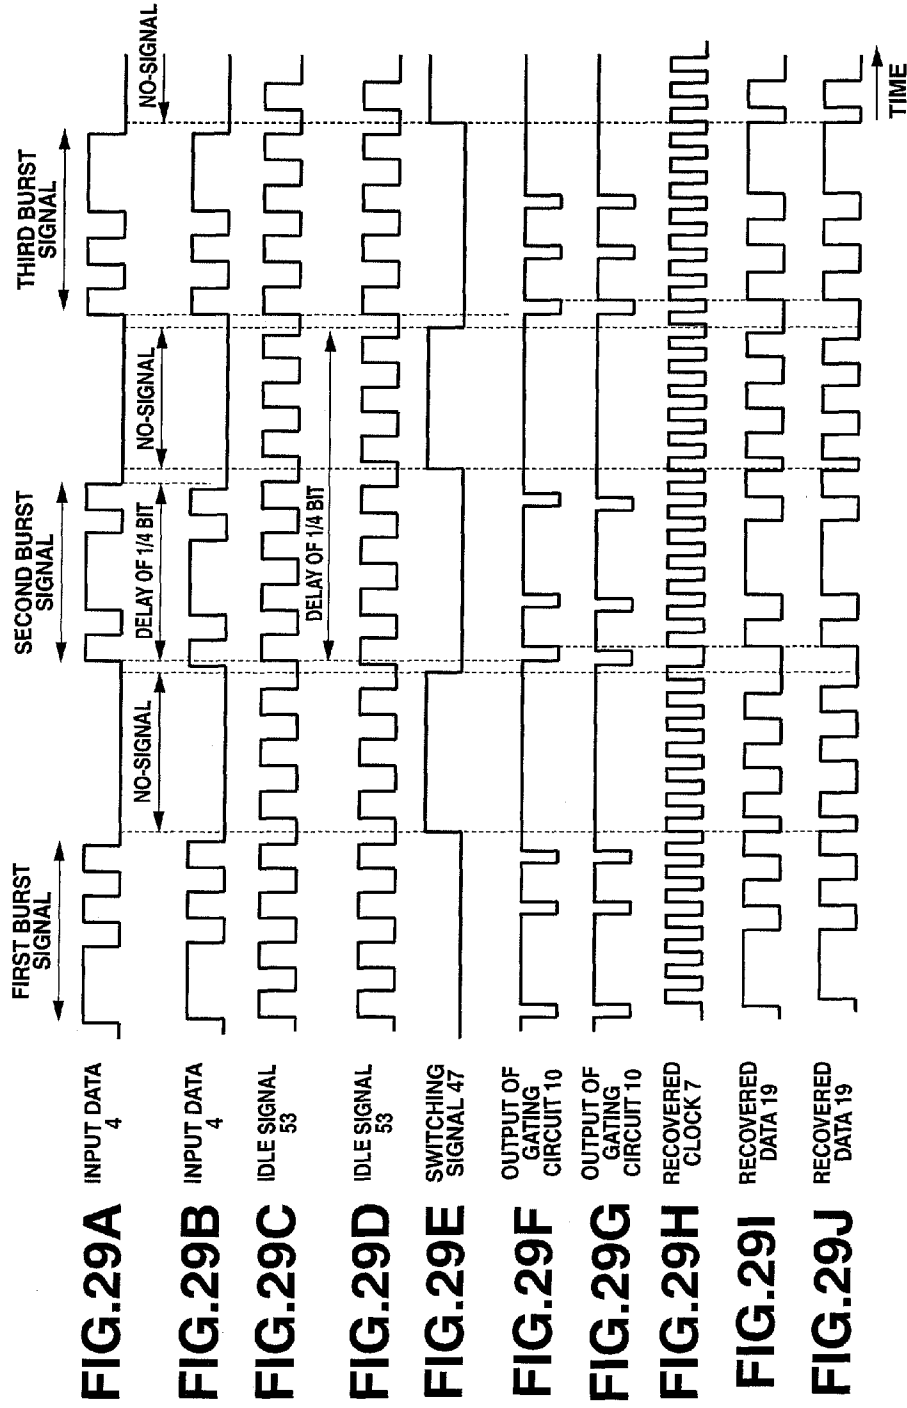 FIRST BURST
SIGNAL
SECOND BURST
SIGNAL
THIRD BURST
SIGNAL
FIG.29A
INPUT DATA
4
NO-SIGNAL
DELAY OF 1/4 BIT
NO-SIGNAL
NO-SIGNAL
FIG.29B
INPUT DATA
4
FIG.29C
IDLE SIGNAL
53
DELAY OF 1/4 BIT
FIG.29D
IDLE SIGNAL
53
FIG.29E
SWITCHING
SIGNAL 47
FIG.29F
OUTPUT OF
GATING
CIRCUIT 10
FIG.29G
OUTPUT OF
GATING
CIRCUIT 10
FIG.29H
RECOVERED
CLOCK 7
FIG.29I
RECOVERED
DATA 19
FIG.29J
RECOVERED
DATA 19
TIME